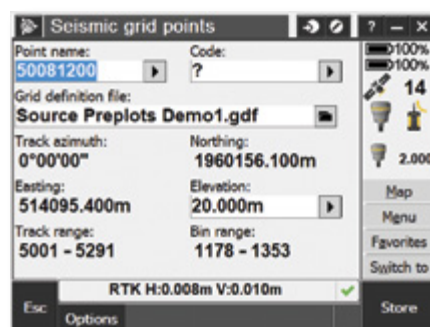 Seismic grid points
? – ×
Point name: Code:
50081200 ?
Grid definition file:
Source Preplots Demo1.gdf
Track azimuth: Northing:
0°00'00" 1960156.100m
Easting: Elevation:
514095.400m 20.000m
Track range: Bin range:
5001 - 5291 1178 - 1353
RTK H:0.008m V:0.010m
Esc Options
100%
100%
14
2.000
Map
Menu
Favorites
Switch to
Store